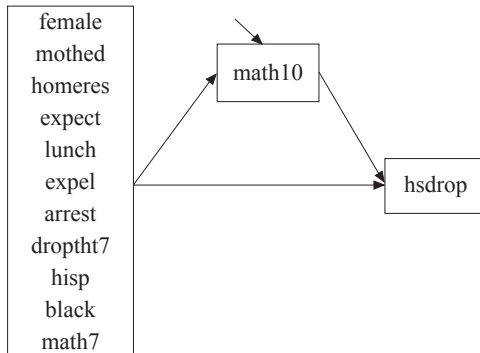 female
mothed
homeres
expect
lunch
expel
arrest
droptht7
hisp
black
math7
math10
hsdrop